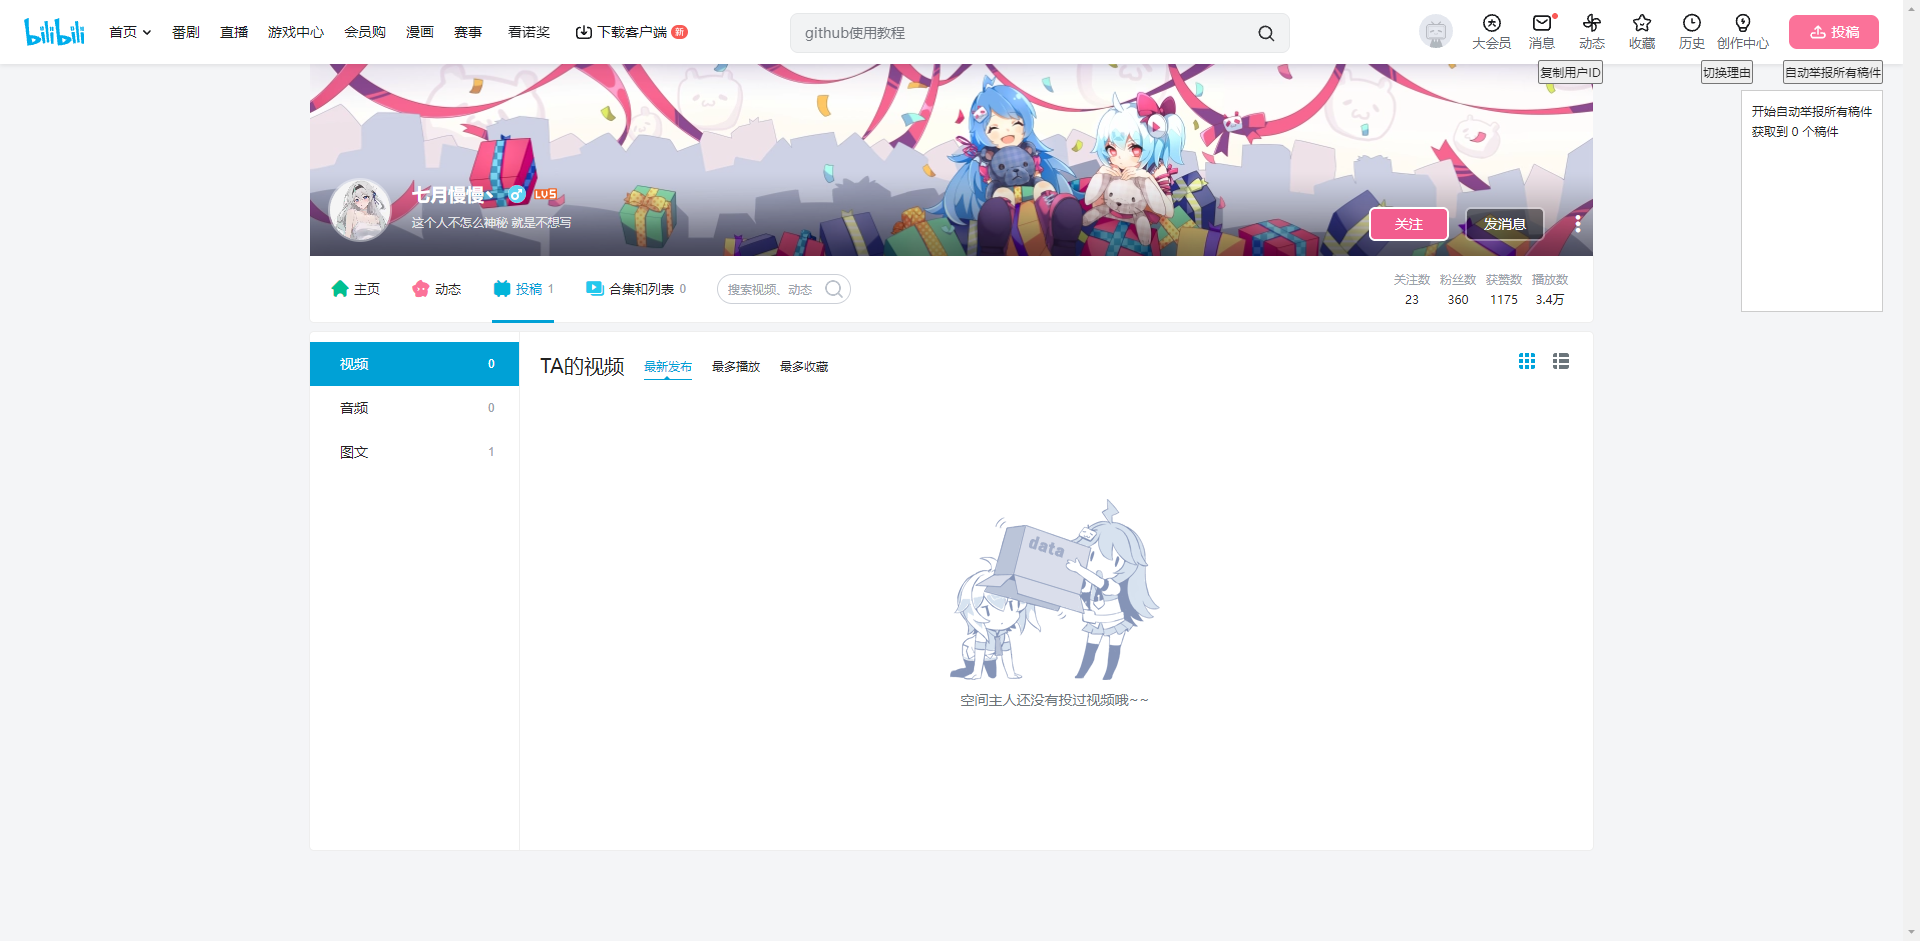 bilibili
首页
番剧
直播
游戏中心
会员购
漫画
赛事
看诺奖
下载客户端
新
github使用教程
大会员
消息
动态
收藏
历史
创作中心
投稿
复制用户ID
切换理由
自动举报所有稿件
开始自动举报所有稿件
获取到 0 个稿件
七月慢慢丶
LV5
这个人不怎么神秘 就是不想写
关注
发消息
主页
动态
投稿 1
合集和列表 0
搜索视频、动态
关注数 粉丝数 获赞数 播放数
23 360 1175 3.4万
视频 0
音频 0
图文 1
TA的视频
最新发布
最多播放
最多收藏
data
空间主人还没有投过视频哦~~